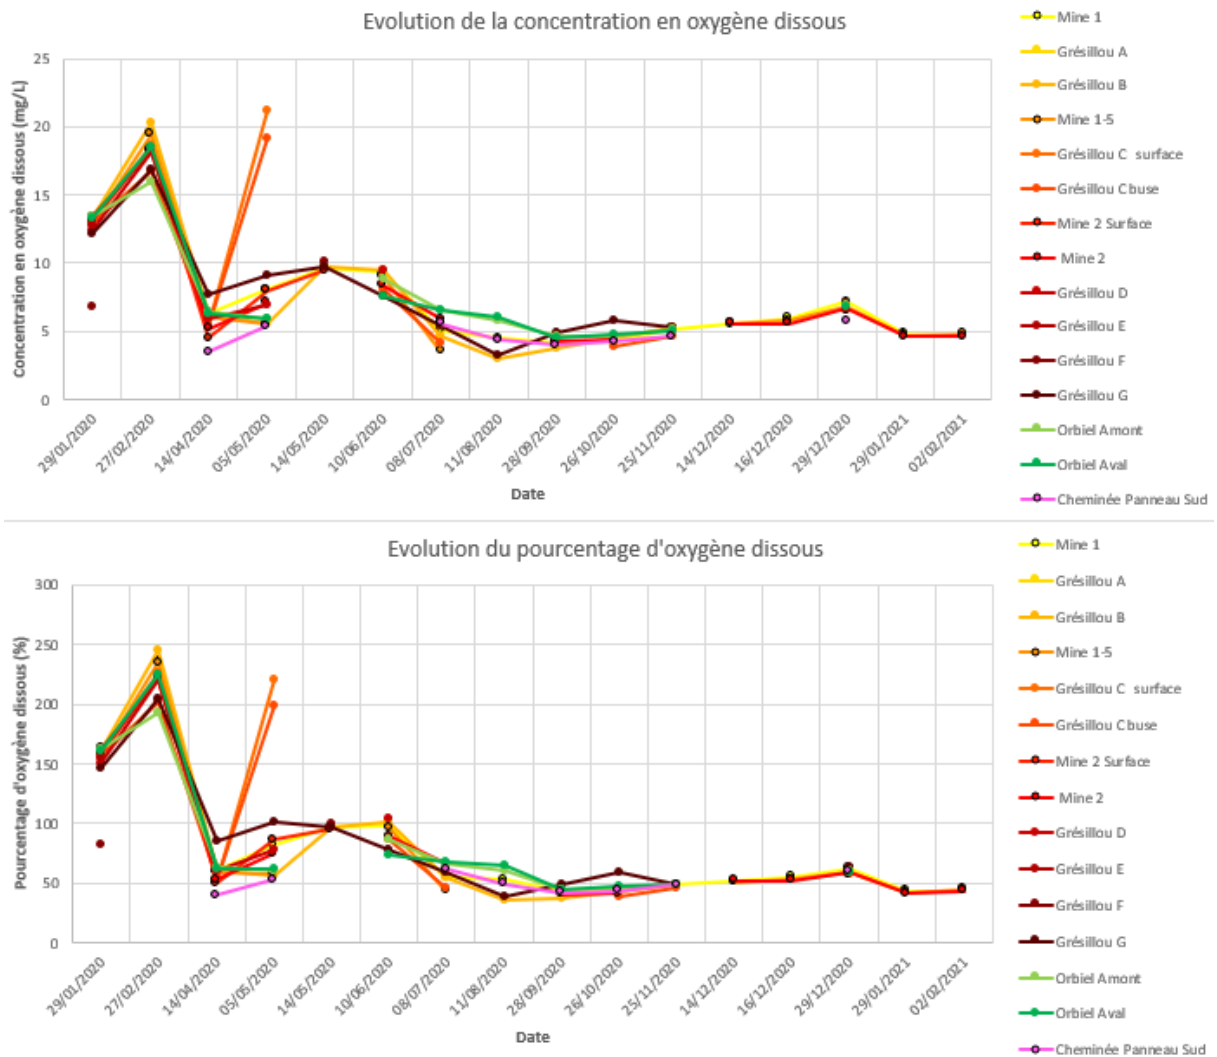 Evolution de la concentration en oxygène dissous
Concentration en oxygène dissous (mg/L)
25
20
15
10
5
0
29/01/2020
27/02/2020
14/04/2020
05/05/2020
14/05/2020
10/06/2020
08/07/2020
11/08/2020
28/09/2020
26/10/2020
25/11/2020
14/12/2020
16/12/2020
29/12/2020
29/01/2021
02/02/2021
Date
Mine 1
Grésillou A
Grésillou B
Mine 1-5
Grésillou C surface
Grésillou C buse
Mine 2 Surface
Mine 2
Grésillou D
Grésillou E
Grésillou F
Grésillou G
Orbiel Amont
Orbiel Aval
Cheminée Panneau Sud
Evolution du pourcentage d'oxygène dissous
Pourcentage d'oxygène dissous (%)
300
250
200
150
100
50
0
29/01/2020
27/02/2020
14/04/2020
05/05/2020
14/05/2020
10/06/2020
08/07/2020
11/08/2020
28/09/2020
26/10/2020
25/11/2020
14/12/2020
16/12/2020
29/12/2020
29/01/2021
02/02/2021
Date
Mine 1
Grésillou A
Grésillou B
Mine 1-5
Grésillou C surface
Grésillou C buse
Mine 2 Surface
Mine 2
Grésillou D
Grésillou E
Grésillou F
Grésillou G
Orbiel Amont
Orbiel Aval
Cheminée Panneau Sud